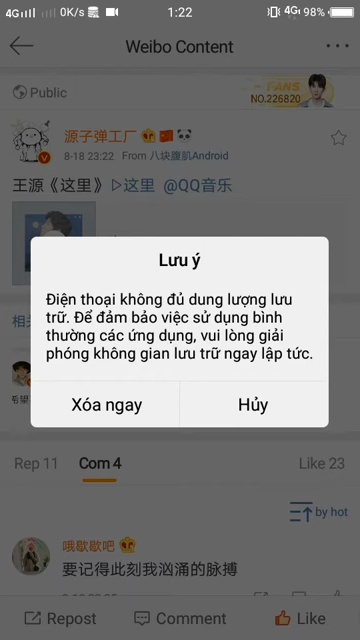 4G 0K/s 1:22 4G 98%
Weibo Content
Public
FANS
NO.226820
源子弹工厂
8-18 23:22 From 八块腹肌Android
王源《这里》 ▷这里 @QQ音乐
Lưu ý
Điện thoại không đủ dung lượng lưu
trữ. Để đảm bảo việc sử dụng bình
thường các ứng dụng, vui lòng giải
phóng không gian lưu trữ ngay lập tức.
Xóa ngay
Hủy
Rep 11 Com 4 Like 23
by hot
哦歇歇吧
要记得此刻我汹涌的脉搏
Repost Comment Like